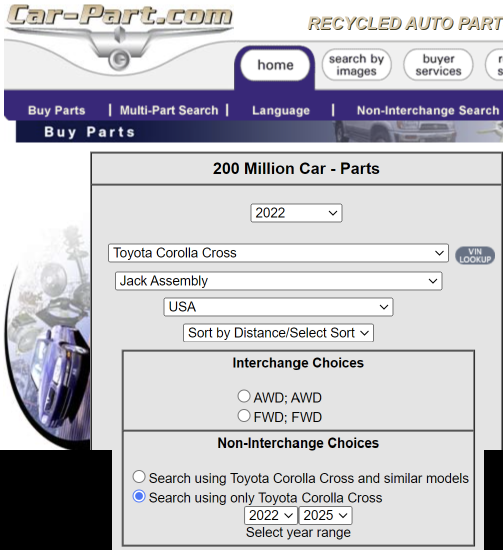 Car-Part.com
RECYCLED AUTO PART
home
search by
images
buyer
services
Buy Parts | Multi-Part Search | Language | Non-Interchange Search
Buy Parts
200 Million Car - Parts
2022
Toyota Corolla Cross
VIN
LOOKUP
Jack Assembly
USA
Sort by Distance/Select Sort
Interchange Choices
AWD; AWD
FWD; FWD
Non-Interchange Choices
Search using Toyota Corolla Cross and similar models
Search using only Toyota Corolla Cross
2022 2025
Select year range